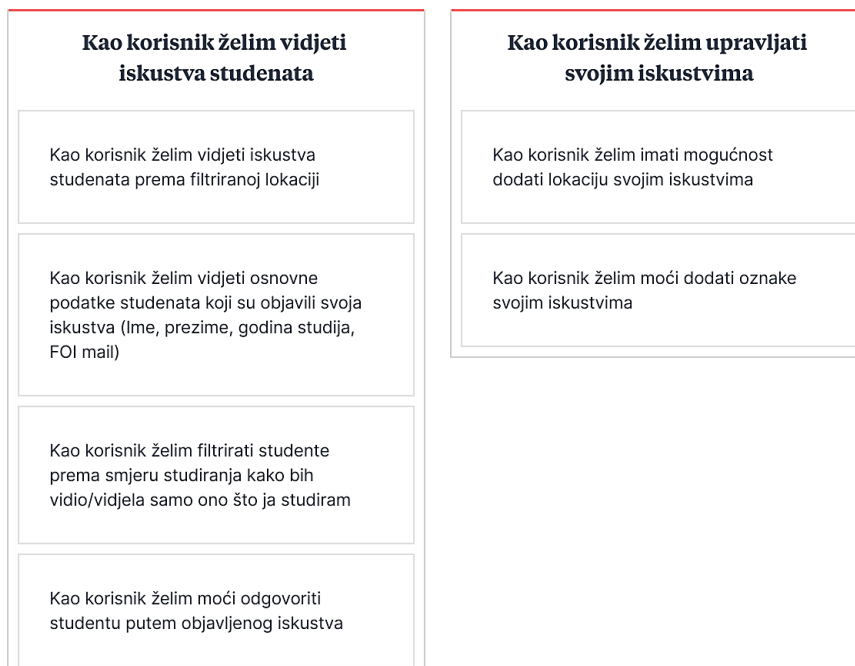 Kao korisnik želim vidjeti
iskustva studenata
Kao korisnik želim vidjeti iskustva
studenata prema filtriranoj lokaciji
Kao korisnik želim vidjeti osnovne
podatke studenata koji su objavili svoja
iskustva (Ime, prezime, godina studija,
FOI mail)
Kao korisnik želim filtrirati studente
prema smjeru studiranja kako bih
vidio/vidjela samo ono što ja studiram
Kao korisnik želim moći odgovoriti
studentu putem objavljenog iskustva
Kao korisnik želim upravljati
svojim iskustvima
Kao korisnik želim imati mogućnost
dodati lokaciju svojim iskustvima
Kao korisnik želim moći dodati oznake
svojim iskustvima